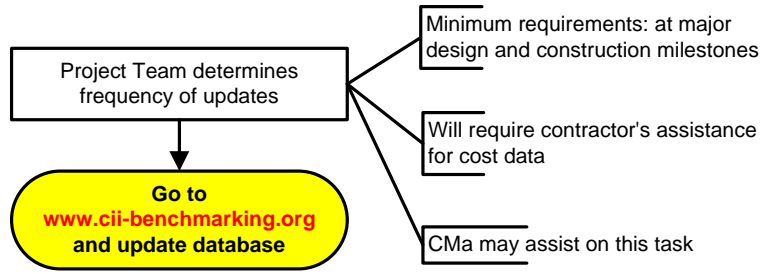 Project Team determines
frequency of updates
Go to
www.cii-benchmarking.org
and update database
Minimum requirements: at major
design and construction milestones
Will require contractor's assistance
for cost data
CMa may assist on this task